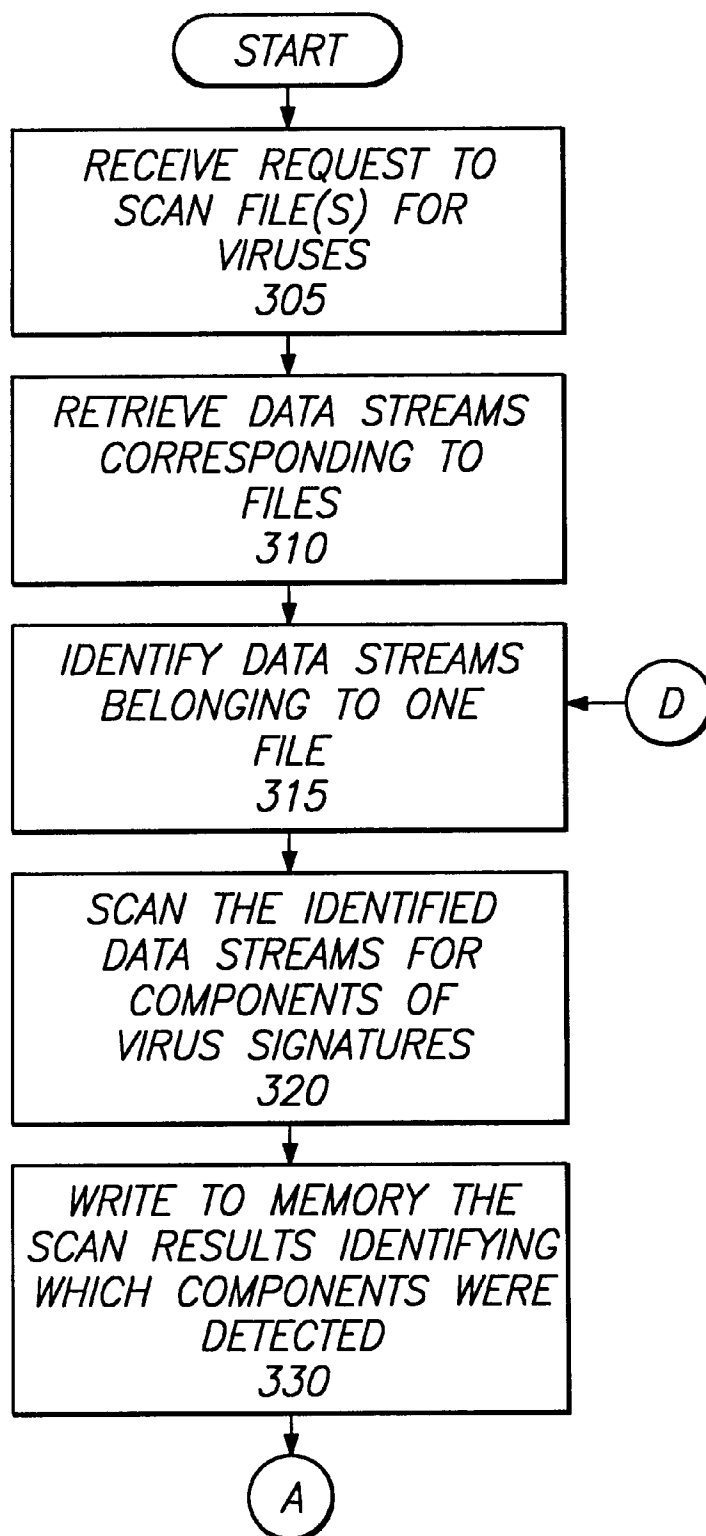 START
RECEIVE REQUEST TO
SCAN FILE(S) FOR
VIRUSES
305
RETRIEVE DATA STREAMS
CORRESPONDING TO
FILES
310
IDENTIFY DATA STREAMS
BELONGING TO ONE
FILE
315
D
SCAN THE IDENTIFIED
DATA STREAMS FOR
COMPONENTS OF
VIRUS SIGNATURES
320
WRITE TO MEMORY THE
SCAN RESULTS IDENTIFYING
WHICH COMPONENTS WERE
DETECTED
330
A